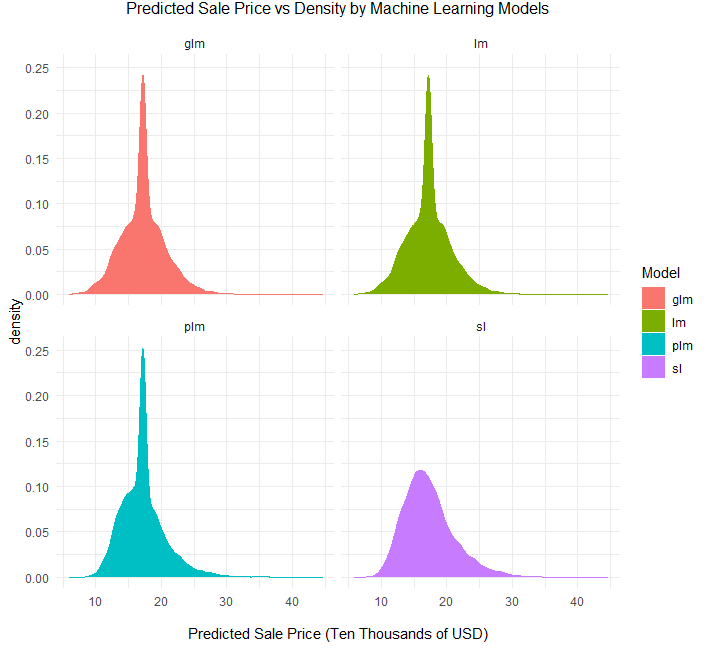 Predicted Sale Price vs Density by Machine Learning Models
glm
lm
0.25
0.20
0.15
0.10
0.05
0.00
density
plm
sl
0.25
0.20
0.15
0.10
0.05
0.00
10 20 30 40
10 20 30 40
Predicted Sale Price (Ten Thousands of USD)
Model
glm
lm
plm
sl